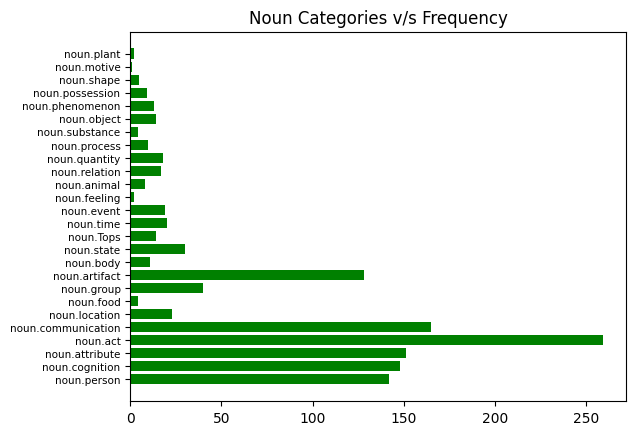 Noun Categories v/s Frequency
noun.plant
noun.motive
noun.shape
noun.possession
noun.phenomenon
noun.object
noun.substance
noun.process
noun.quantity
noun.relation
noun.animal
noun.feeling
noun.event
noun.time
noun.Tops
noun.state
noun.body
noun.artifact
noun.group
noun.food
noun.location
noun.communication
noun.act
noun.attribute
noun.cognition
noun.person
0 50 100 150 200 250